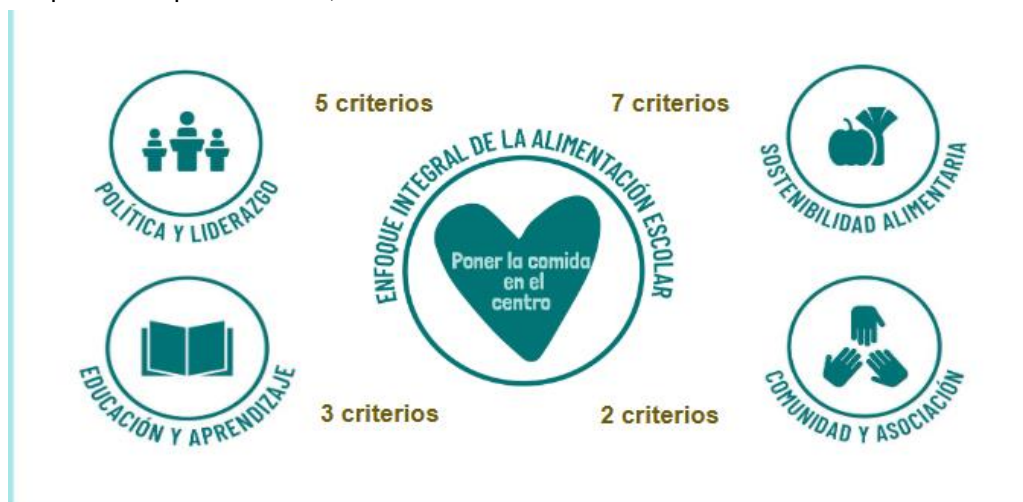 5 criterios
7 criterios
POLÍTICA Y LIDERAZGO
ENFOQUE INTEGRAL DE LA ALIMENTACIÓN ESCOLAR
SOSTENIBILIDAD ALIMENTARIA
Poner la comida
en el
centro
EDUCACIÓN Y APRENDIZAJE
3 criterios
2 criterios
COMUNIDAD Y ASOCIACIÓN